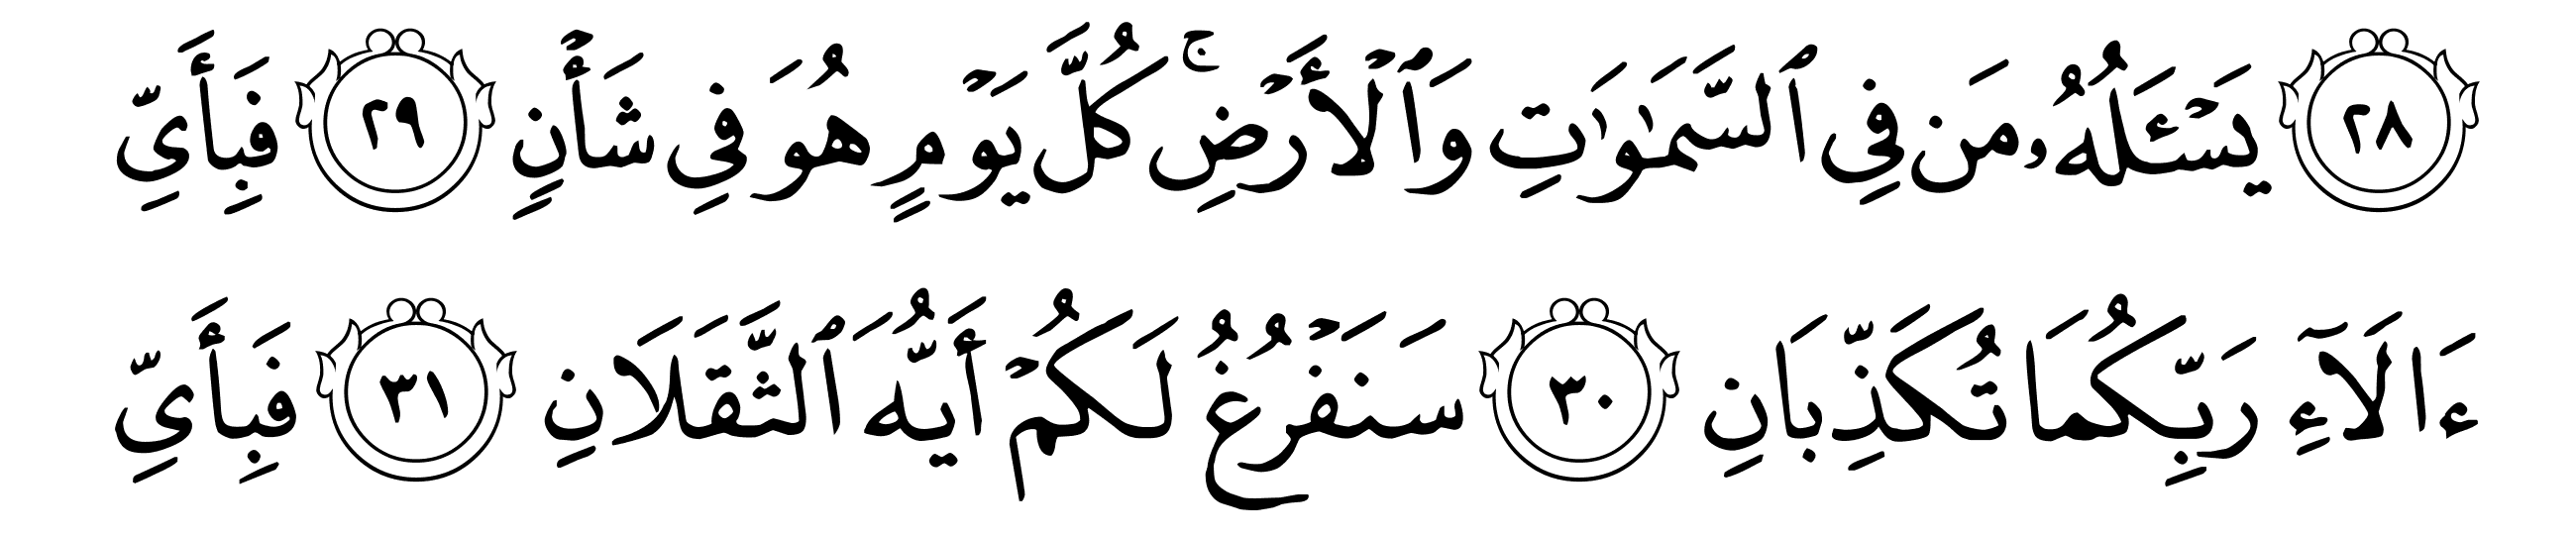 ٢٨ يَسْـَٔلُهُۥ مَن فِى ٱلسَّمَٰوَٰتِ وَٱلْأَرْضِ ۚ كُلَّ يَوْمٍ هُوَ فِى شَأْنٍ ٢٩ فَبِأَىِّ
ءَالَآءِ رَبِّكُمَا تُكَذِّبَانِ ٣٠ سَنَفْرُغُ لَكُمْ أَيُّهَ ٱلثَّقَلَانِ ٣١ فَبِأَىِّ